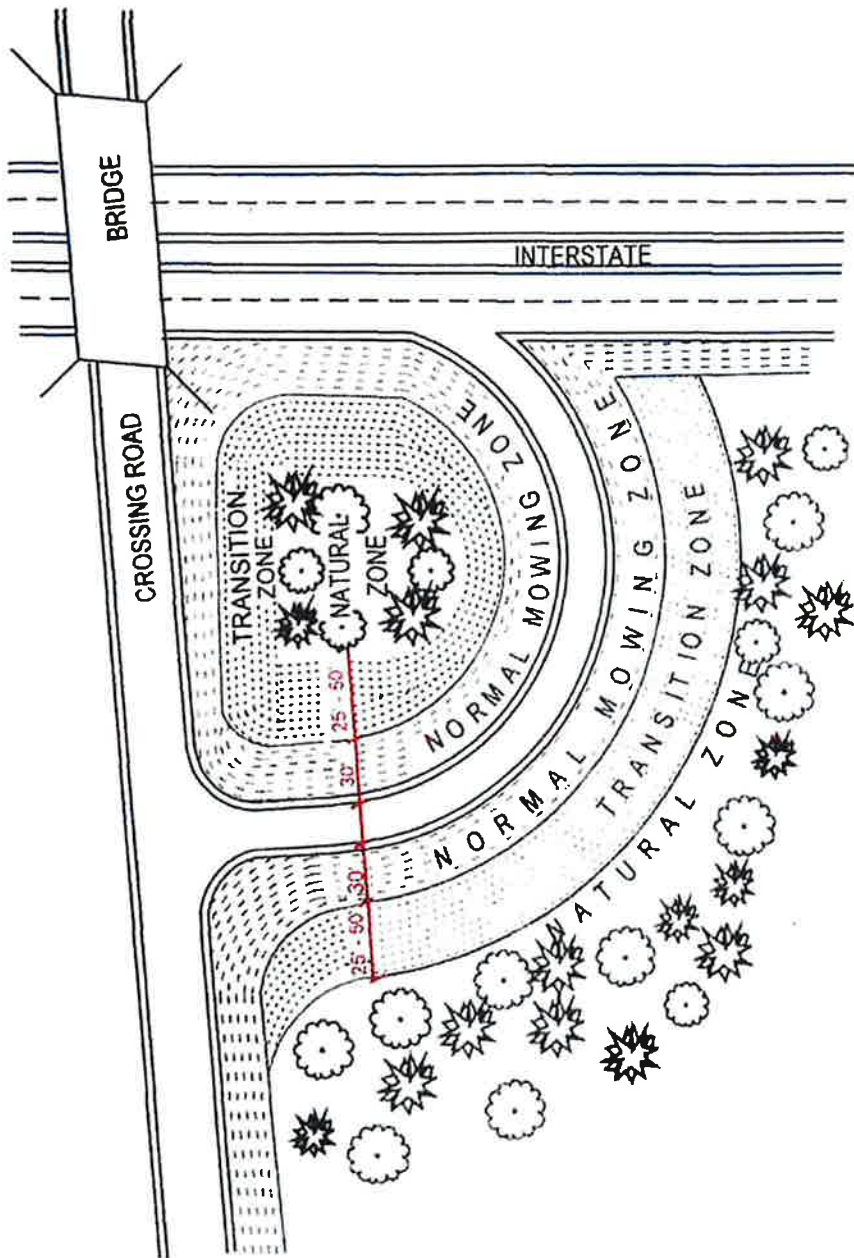 BRIDGE
INTERSTATE
CROSSING ROAD
TRANSITION
ZONE
NATURAL
ZONE
NORMAL MOWING ZONE
NORMAL MOWING ZONE
TRANSITION ZONE
NATURAL ZONE
25' - 50'
30'
30'
25' - 50'